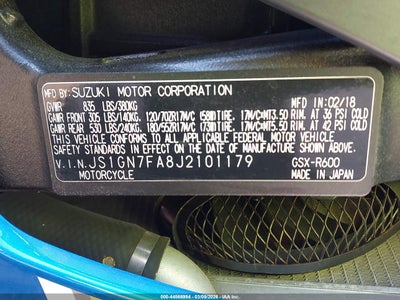 MFD BY: SUZUKI MOTOR CORPORATION IN:02/18
GVWR 835 LBS/380KG
GAWR FRONT 305 LBS/140KG, 120/70ZR17M/C (58W)TIRE, 17M/C×MT3.50 RIM, AT 36 PSI COLD
GAWR REAR 530 LBS/240KG, 180/55ZR17M/C (73W)TIRE, 17M/C×MT5.50 RIM, AT 42 PSI COLD
THIS VEHICLE CONFORMS TO ALL APPLICABLE FEDERAL MOTOR VEHICLE
SAFETY STANDARDS IN EFFECT ON THE DATE OF MANUFACTURE SHOWN ABOVE.
V.I.N.JS1GN7FA8J2101179 GSX-R600
MOTORCYCLE MADE IN JAPAN